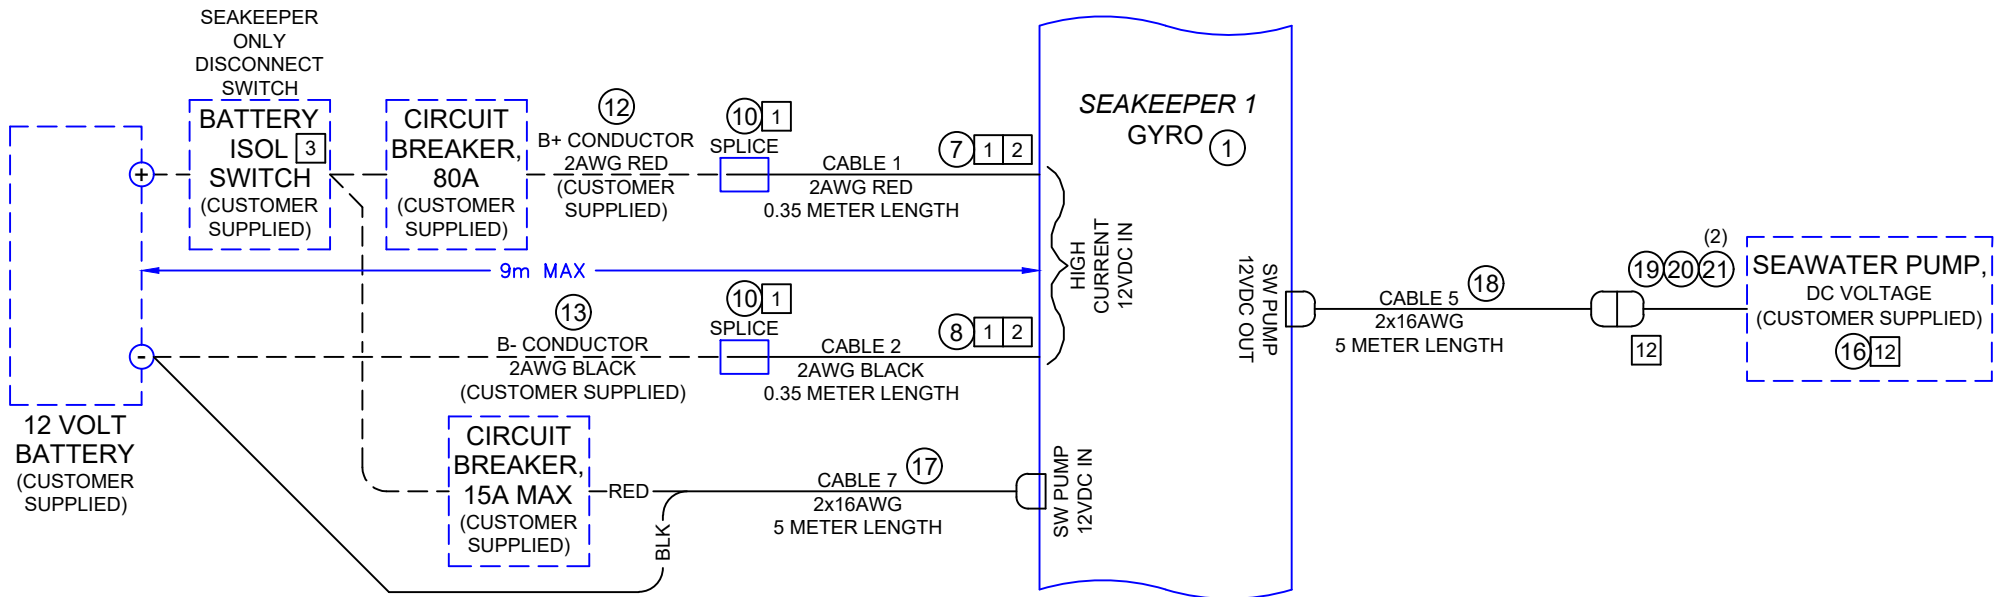 SEAKEEPER
ONLY
DISCONNECT
SWITCH
BATTERY
ISOL 3
SWITCH
(CUSTOMER
SUPPLIED)
CIRCUIT
BREAKER,
80A
(CUSTOMER
SUPPLIED)
12
B+ CONDUCTOR
2AWG RED
(CUSTOMER
SUPPLIED)
10 1
SPLICE
CABLE 1
2AWG RED
0.35 METER LENGTH
7 1 2
SEAKEEPER 1
GYRO 1
+
-
12 VOLT
BATTERY
(CUSTOMER
SUPPLIED)
9m MAX
HIGH
CURRENT
12VDC IN
13
B- CONDUCTOR
2AWG BLACK
(CUSTOMER SUPPLIED)
10 1
SPLICE
CABLE 2
2AWG BLACK
0.35 METER LENGTH
8 1 2
CIRCUIT
BREAKER,
15A MAX
(CUSTOMER
SUPPLIED)
RED
BLK
CABLE 7 17
2x16AWG
5 METER LENGTH
SW PUMP
12VDC IN
SW PUMP
12VDC OUT
CABLE 5 18
2x16AWG
5 METER LENGTH
(2)
19 20 21
12
SEAWATER PUMP,
DC VOLTAGE
(CUSTOMER SUPPLIED)
16 12